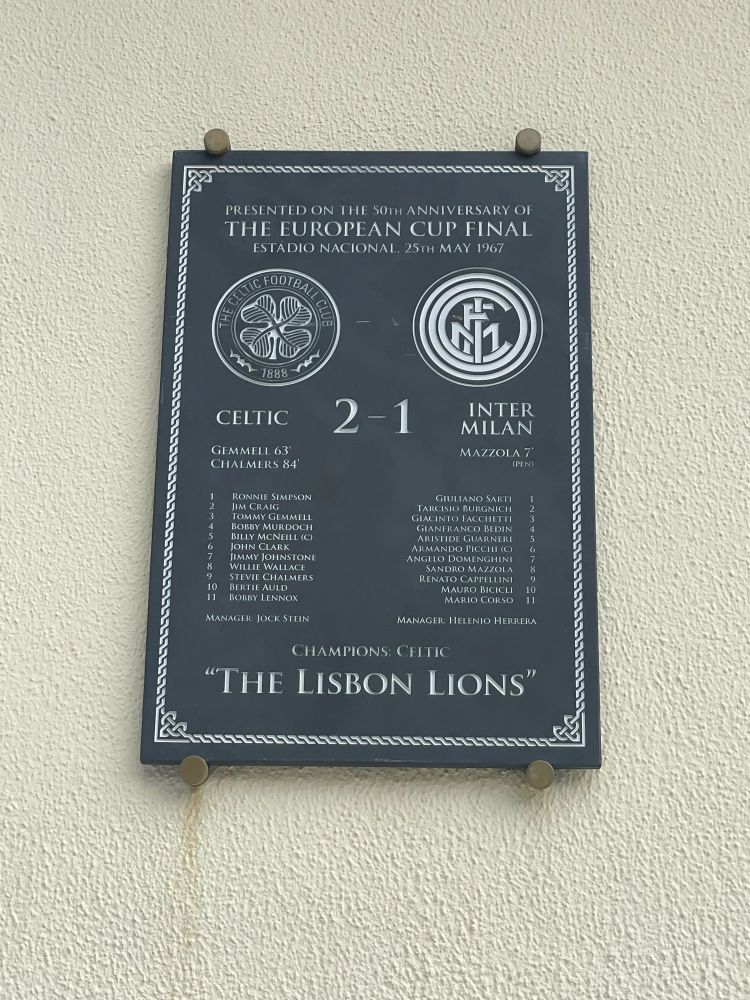 PRESENTED ON THE 50TH ANNIVERSARY OF
THE EUROPEAN CUP FINAL
ESTÁDIO NACIONAL, 25TH MAY 1967
THE CELTIC FOOTBALL CLUB
1888
FCIM
CELTIC 2-1 INTER MILAN
GEMMELL 63' MAZZOLA 7'
CHALMERS 84' (PEN)
1 RONNIE SIMPSON GIULIANO SARTI 1
2 JIM CRAIG TARCISIO BURGNICH 2
3 TOMMY GEMMELL GIACINTO FACCHETTI 3
4 BOBBY MURDOCH GIANFRANCO BEDIN 4
5 BILLY MCNEILL (C) ARISTIDE GUARNERI 5
6 JOHN CLARK ARMANDO PICCHI (C) 6
7 JIMMY JOHNSTONE ANGELO DOMENGHINI 7
8 WILLIE WALLACE SANDRO MAZZOLA 8
9 STEVIE CHALMERS RENATO CAPPELLINI 9
10 BERTIE AULD MAURO BICICLI 10
11 BOBBY LENNOX MARIO CORSO 11
MANAGER: JOCK STEIN MANAGER: HELENIO HERRERA
CHAMPIONS: CELTIC
"THE LISBON LIONS"